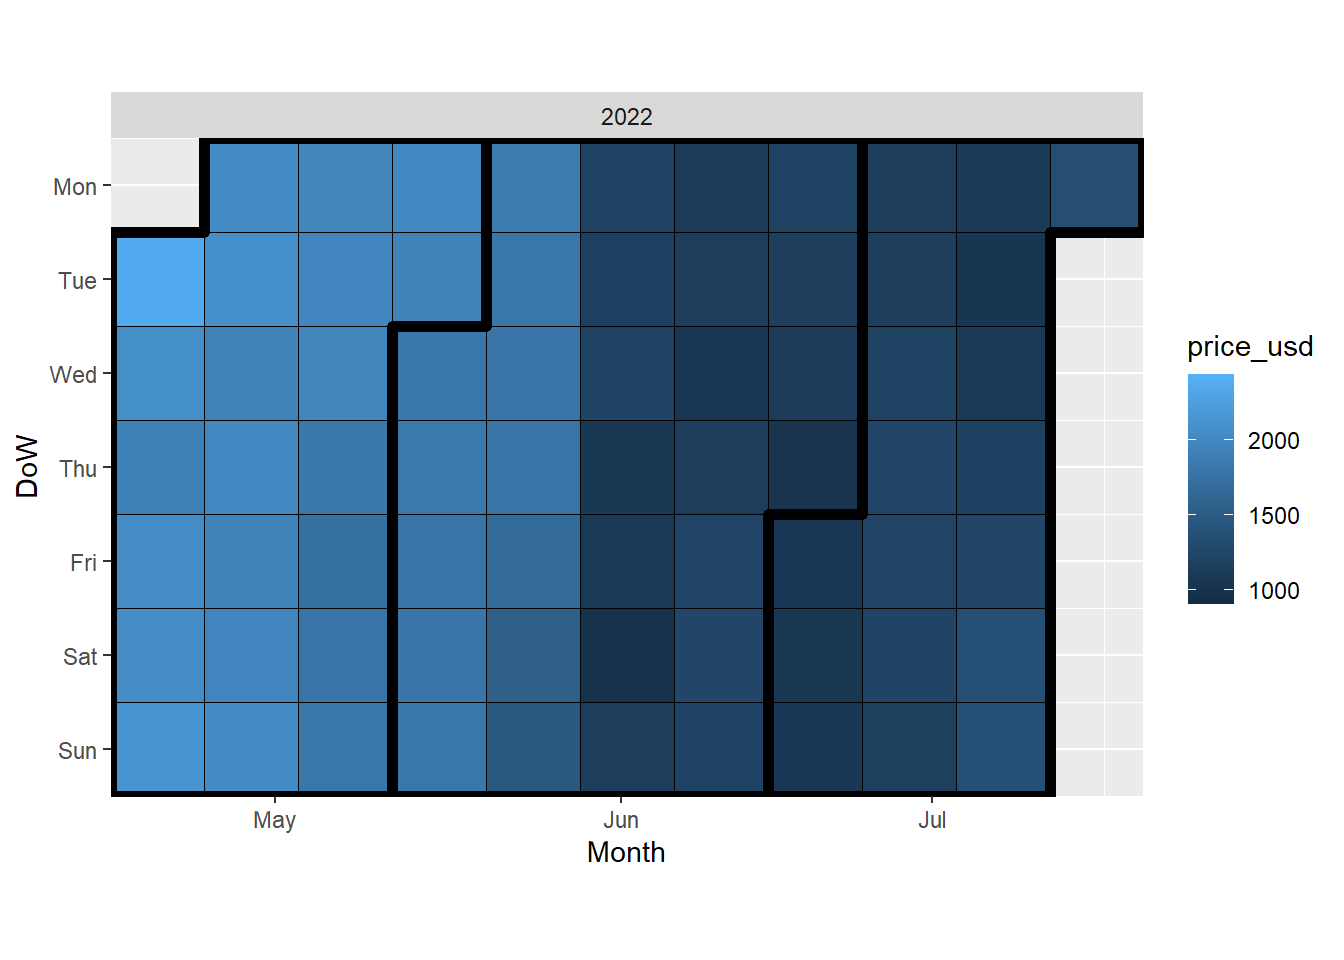 2022
Mon
Tue
Wed
Thu
Fri
Sat
Sun
DoW
May Jun Jul
Month
price_usd
2000
1500
1000